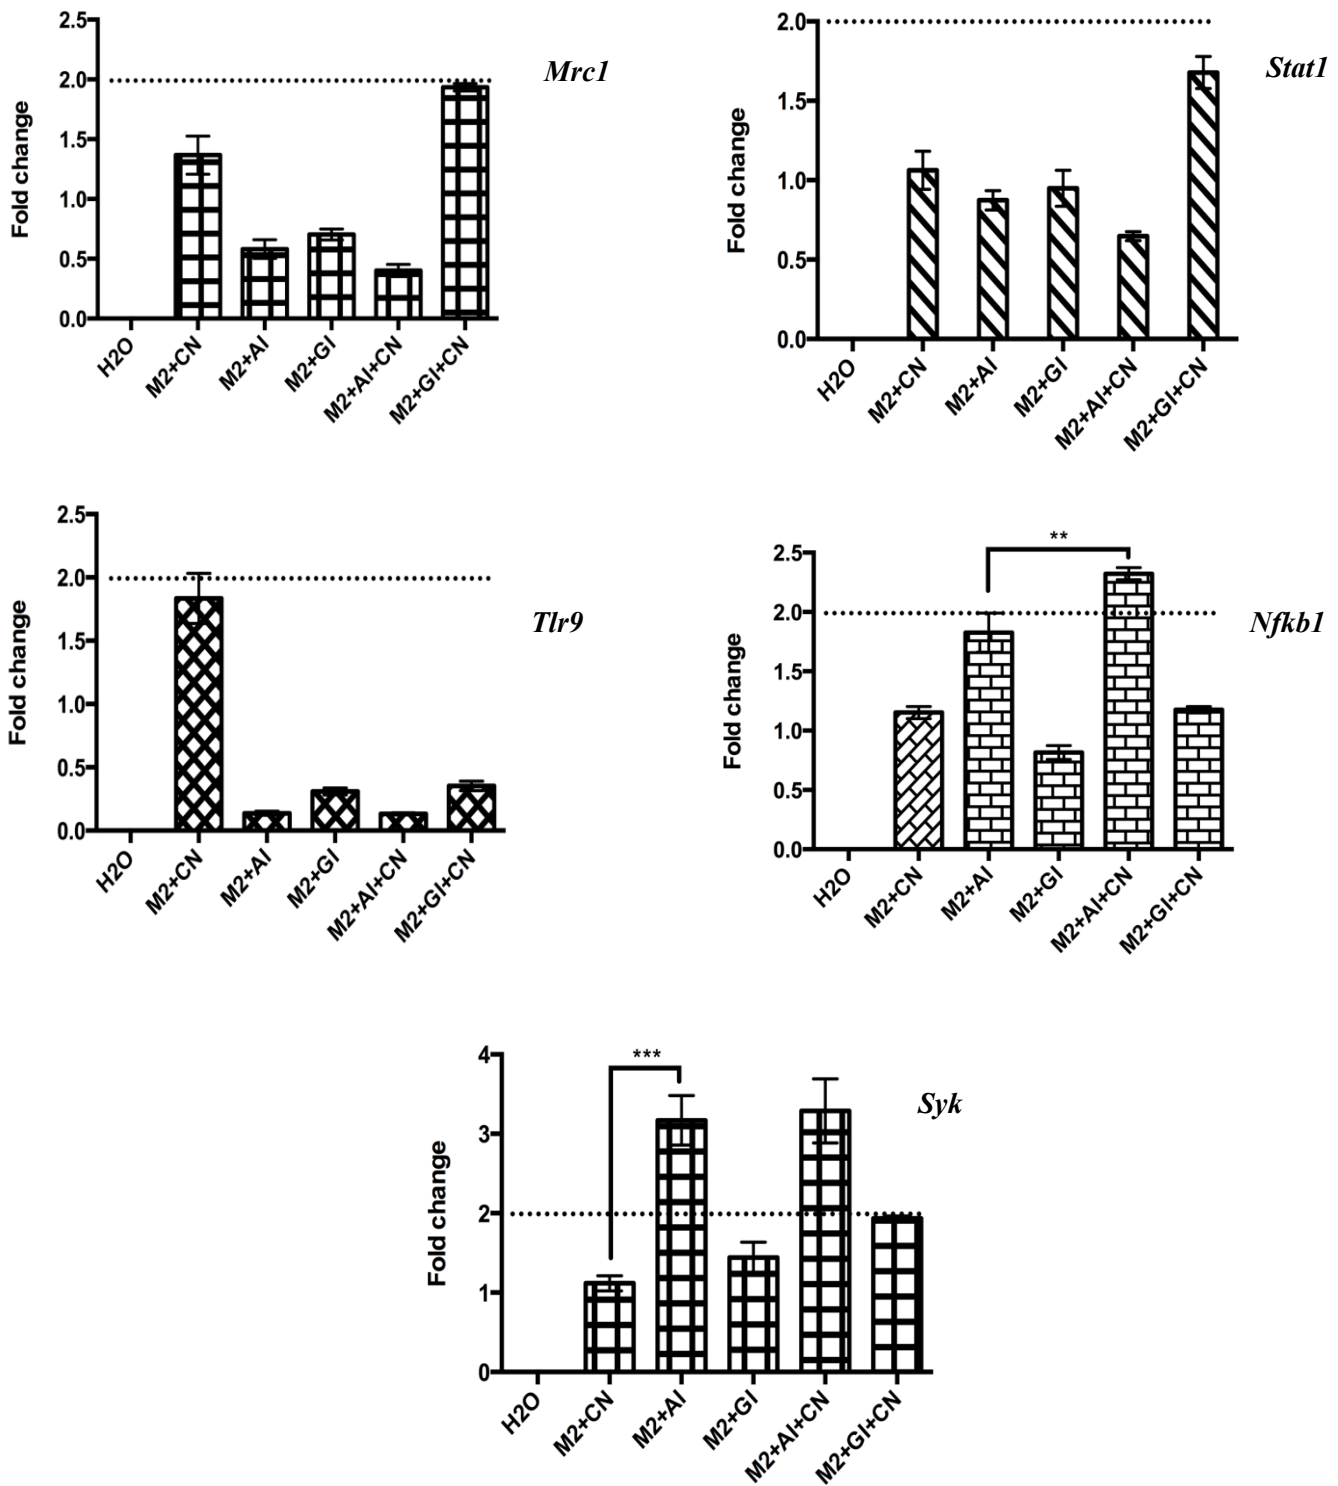 Mrc1
Fold change
2.5
2.0
1.5
1.0
0.5
0.0
H2O
M2+CN
M2+AI
M2+GI
M2+AI+CN
M2+GI+CN
Stat1
Fold change
2.0
1.5
1.0
0.5
0.0
H2O
M2+CN
M2+AI
M2+GI
M2+AI+CN
M2+GI+CN
Tlr9
Fold change
2.5
2.0
1.5
1.0
0.5
0.0
H2O
M2+CN
M2+AI
M2+GI
M2+AI+CN
M2+GI+CN
**
Nfkb1
Fold change
2.5
2.0
1.5
1.0
0.5
0.0
H2O
M2+CN
M2+AI
M2+GI
M2+AI+CN
M2+GI+CN
***
Syk
Fold change
4
3
2
1
0
H2O
M2+CN
M2+AI
M2+GI
M2+AI+CN
M2+GI+CN